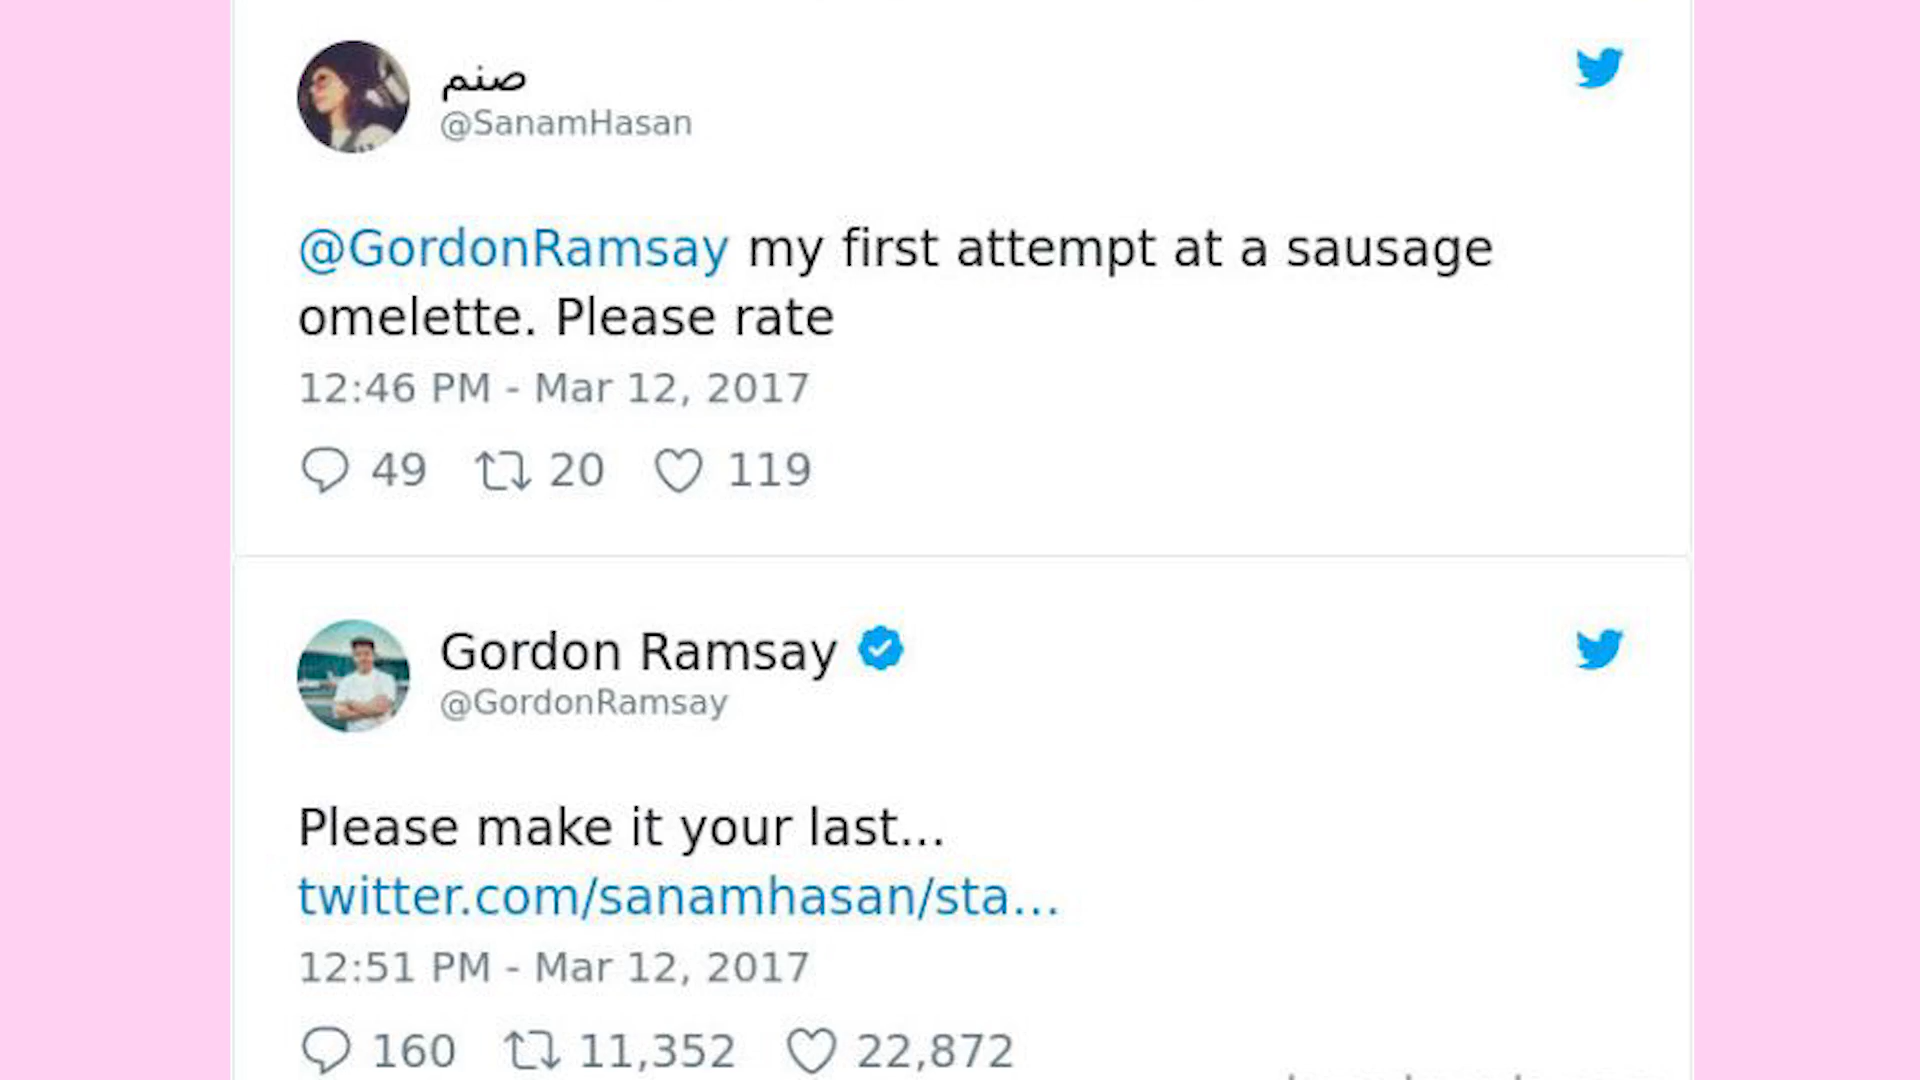 صنم
@SanamHasan
@GordonRamsay my first attempt at a sausage
omelette. Please rate
12:46 PM - Mar 12, 2017
49 20 119
Gordon Ramsay
@GordonRamsay
Please make it your last...
twitter.com/sanamhasan/sta...
12:51 PM - Mar 12, 2017
160 11,352 22,872